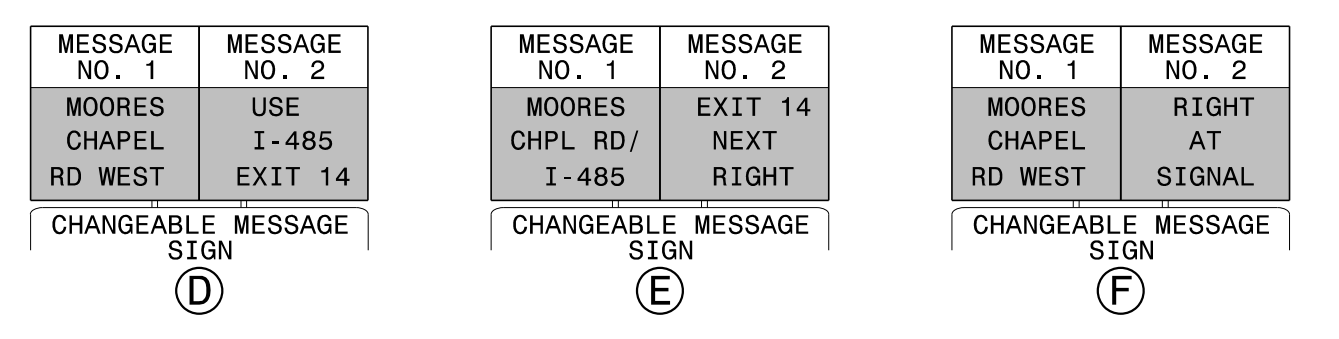 MESSAGE NO. 1
MOORES
CHAPEL
RD WEST
MESSAGE NO. 2
USE
I-485
EXIT 14
CHANGEABLE MESSAGE
SIGN
D
MESSAGE NO. 1
MOORES
CHPL RD/
I-485
MESSAGE NO. 2
EXIT 14
NEXT
RIGHT
CHANGEABLE MESSAGE
SIGN
E
MESSAGE NO. 1
MOORES
CHAPEL
RD WEST
MESSAGE NO. 2
RIGHT
AT
SIGNAL
CHANGEABLE MESSAGE
SIGN
F